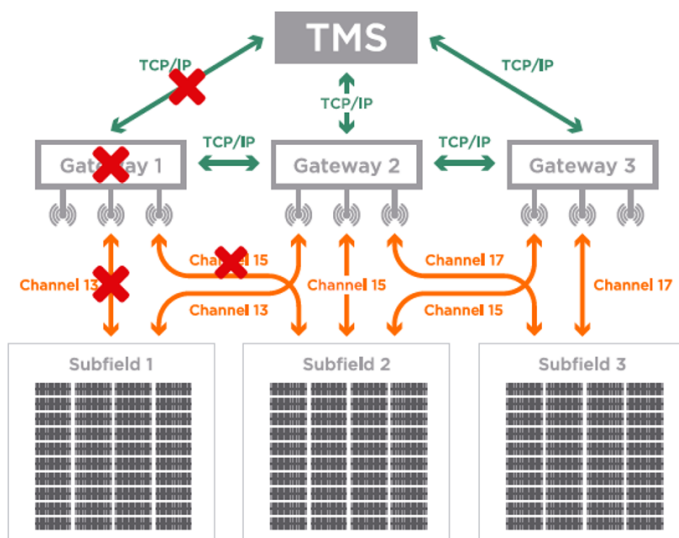 TMS
TCP/IP
TCP/IP
TCP/IP
TCP/IP
TCP/IP
Gateway 1
Gateway 2
Gateway 3
Channel 15
Channel 17
Channel 13
Channel 15
Channel 17
Channel 13
Channel 15
Subfield 1
Subfield 2
Subfield 3